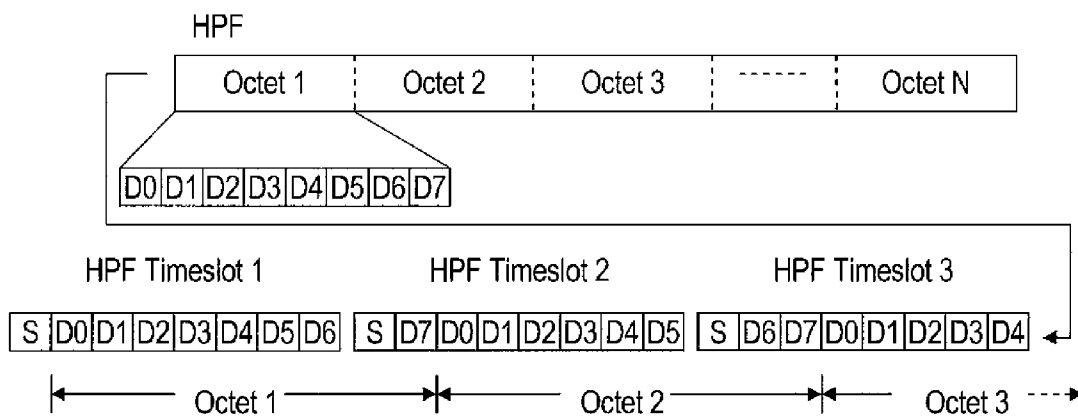 HPF
Octet 1 Octet 2 Octet 3 Octet N
D0 D1 D2 D3 D4 D5 D6 D7
HPF Timeslot 1 HPF Timeslot 2 HPF Timeslot 3
S D0 D1 D2 D3 D4 D5 D6 S D7 D0 D1 D2 D3 D4 D5 S D6 D7 D0 D1 D2 D3 D4
Octet 1 Octet 2 Octet 3